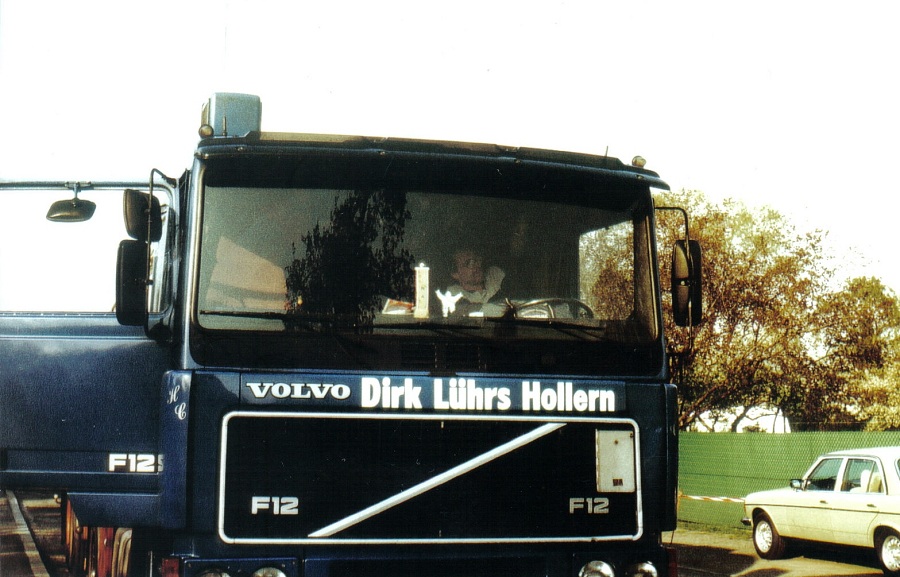 VOLVO Dirk Lührs Hollern
H
C
F12
F12 F12